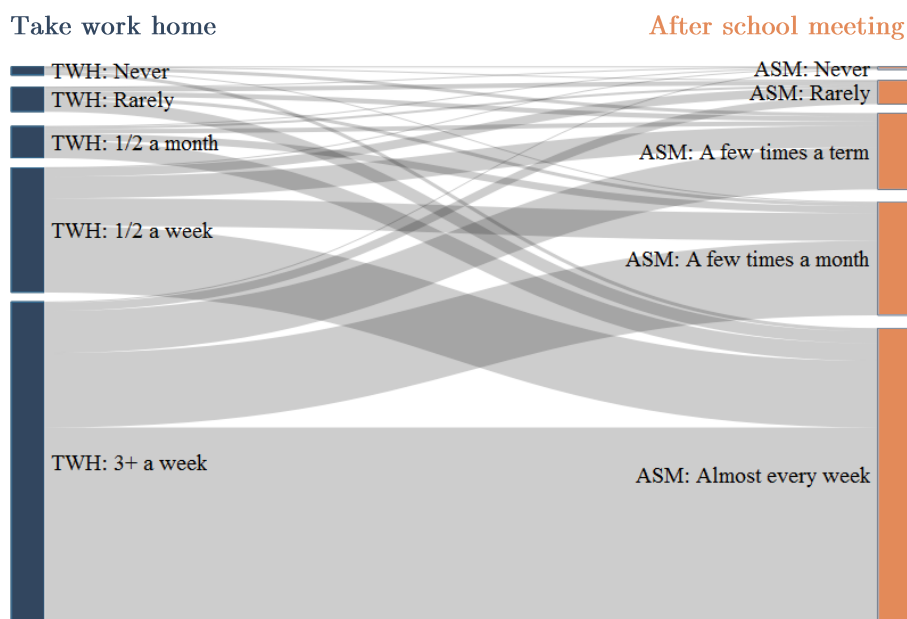 Take work home
After school meeting
TWH: Never
TWH: Rarely
TWH: 1/2 a month
TWH: 1/2 a week
TWH: 3+ a week
ASM: Never
ASM: Rarely
ASM: A few times a term
ASM: A few times a month
ASM: Almost every week